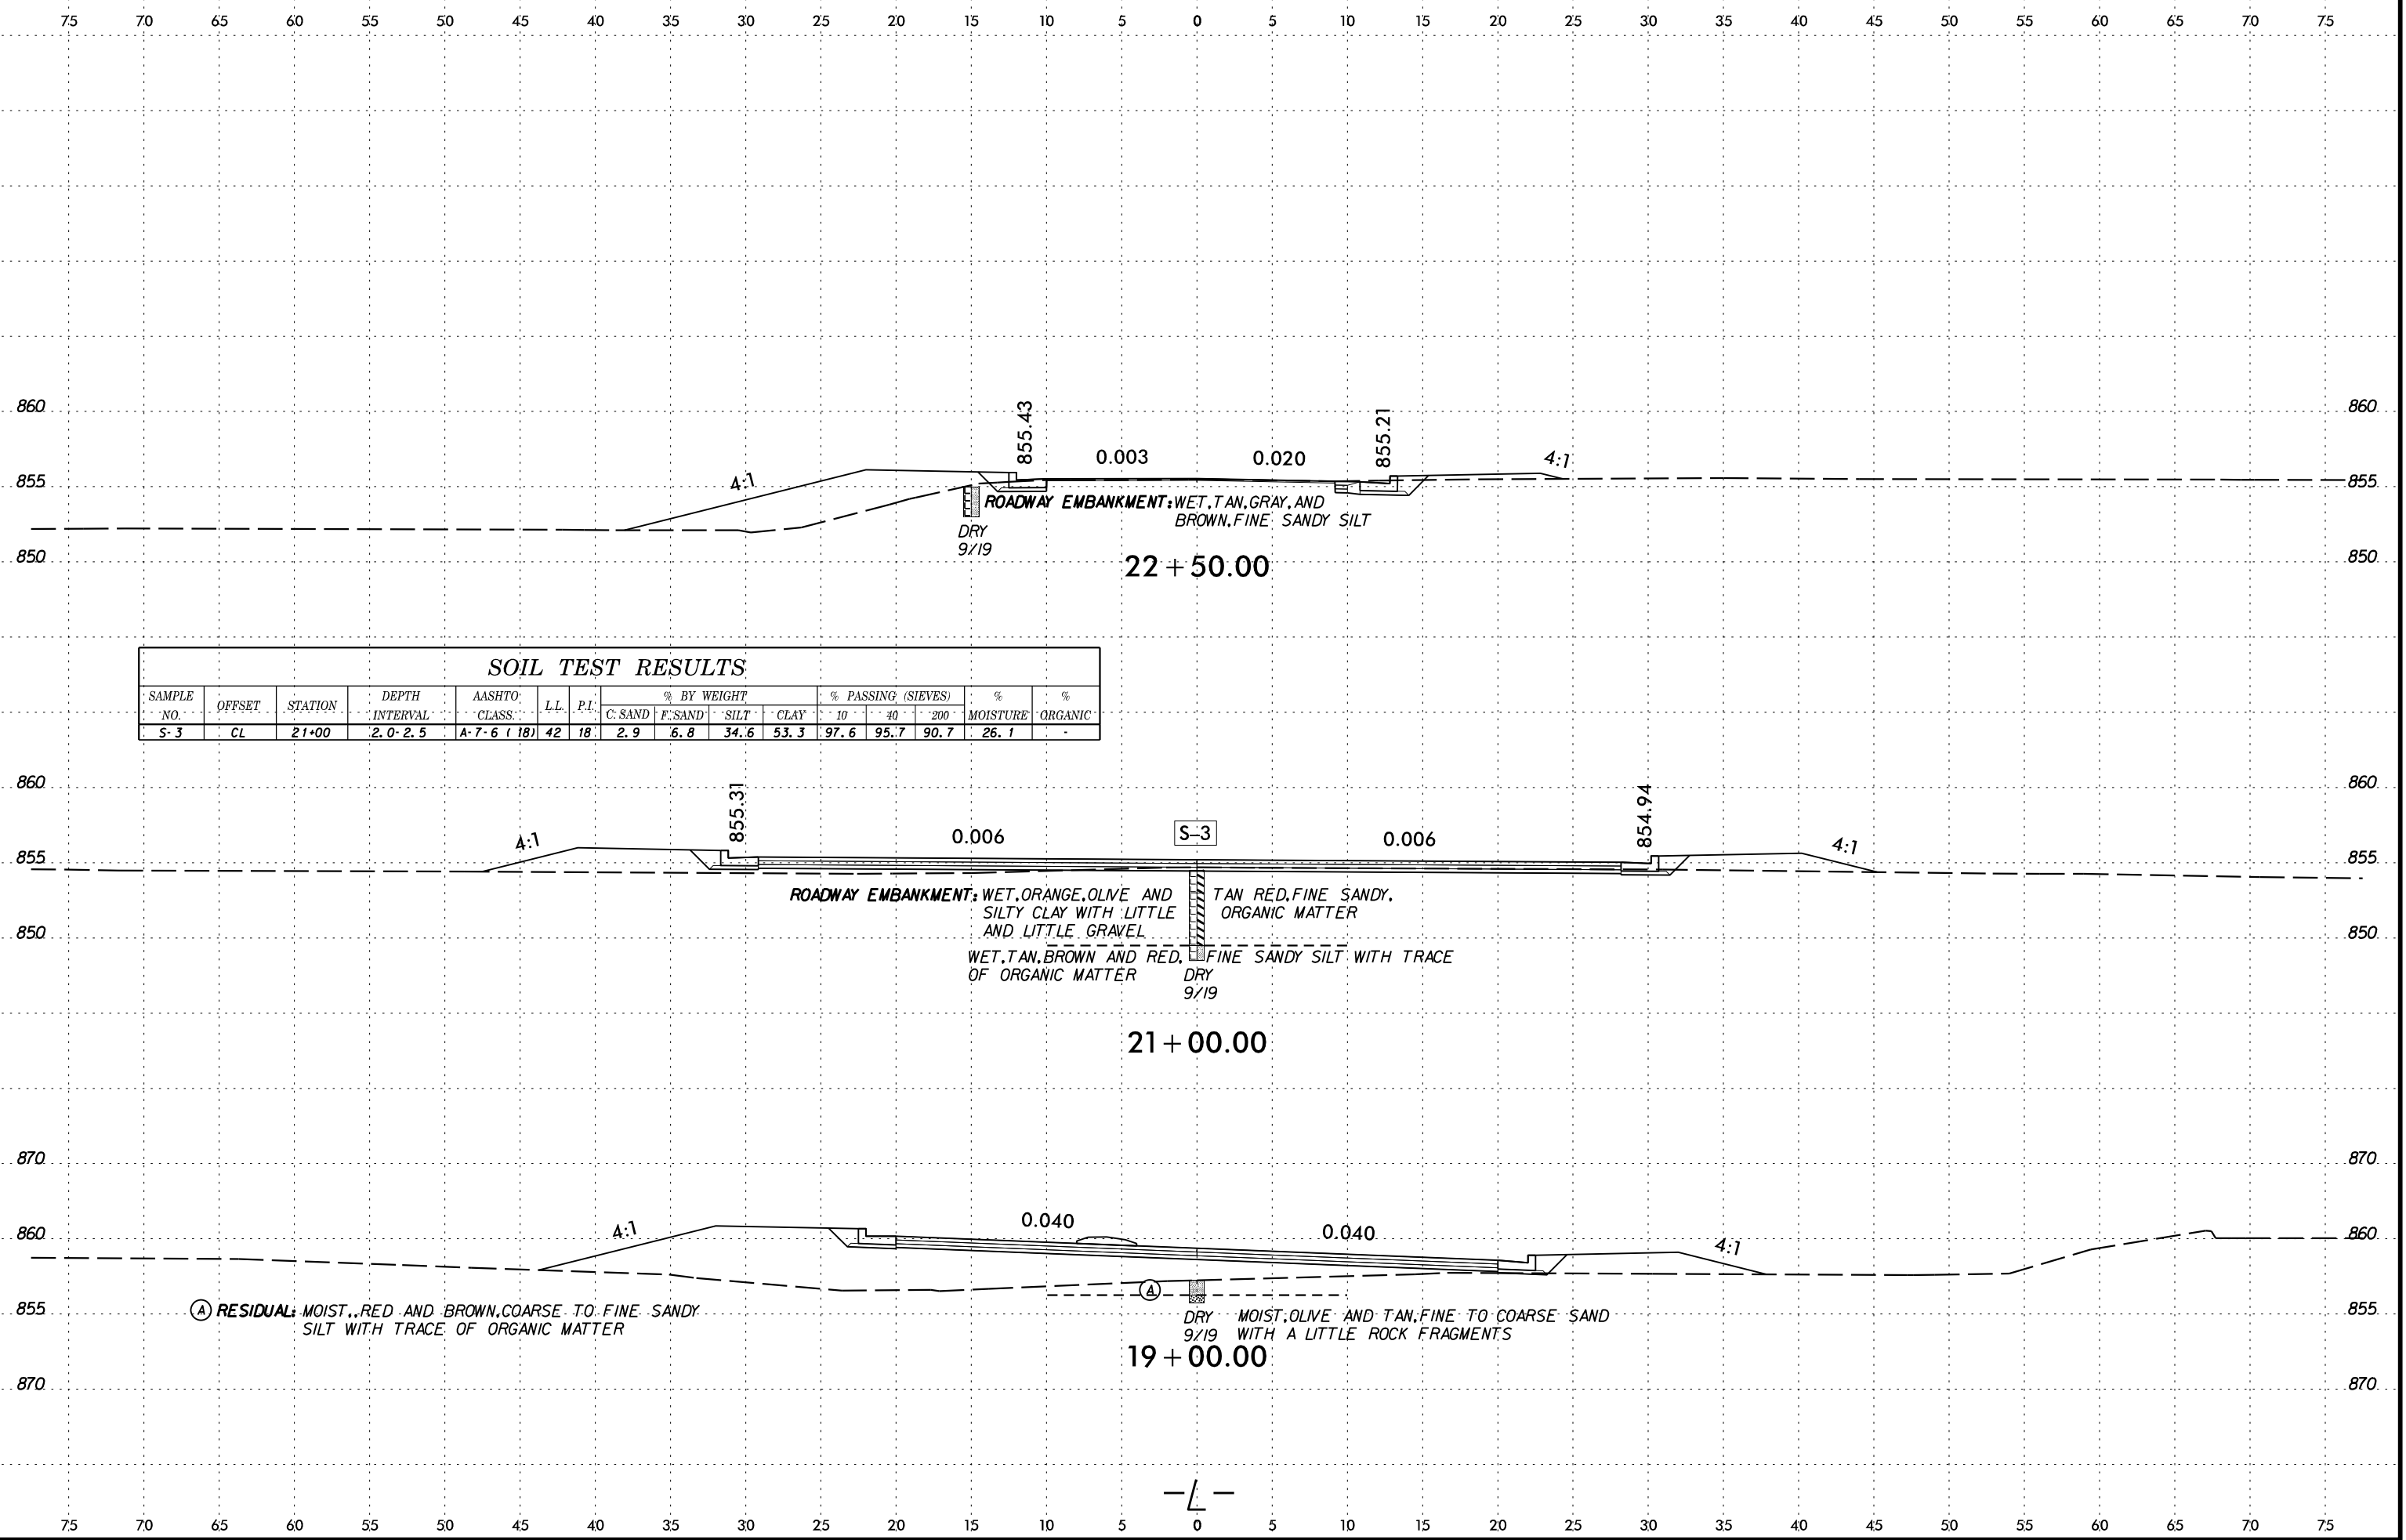 75 70 65 60 55 50 45 40 35 30 25 20 15 10 5 0 5 10 15 20 25 30 35 40 45 50 55 60 65 70 75
860 855.43 855.21 860
0.003 0.020
855 4:1 4:1 855
ROADWAY EMBANKMENT: WET, TAN, GRAY, AND
BROWN, FINE SANDY SILT
DRY
9/19
850 850
22+50.00
SOIL TEST RESULTS
SAMPLE NO. OFFSET STATION DEPTH INTERVAL AASHTO CLASS. L.L. P.I. % BY WEIGHT % PASSING (SIEVES) % MOISTURE % ORGANIC
C. SAND F. SAND SILT CLAY 10 40 200
S-3 CL 21+00 2.0-2.5 A-7-6 (18) 42 18 2.9 6.8 34.6 53.3 97.6 95.7 90.7 26.1 -
860 855.31 854.94 860
4:1 0.006 S-3 0.006 4:1
855 855
ROADWAY EMBANKMENT: WET, ORANGE, OLIVE AND TAN RED, FINE SANDY,
SILTY CLAY WITH LITTLE ORGANIC MATTER
AND LITTLE GRAVEL
850 850
WET, TAN, BROWN AND RED, FINE SANDY SILT WITH TRACE
OF ORGANIC MATTER DRY
9/19
21+00.00
870 870
0.040 0.040
860 4:1 4:1 860
A
855 855
A RESIDUAL: MOIST,,RED AND BROWN, COARSE TO FINE SANDY
SILT WITH TRACE OF ORGANIC MATTER
DRY MOIST, OLIVE AND TAN, FINE TO COARSE SAND
9/19 WITH A LITTLE ROCK FRAGMENTS
19+00.00
870 870
-L-
75 70 65 60 55 50 45 40 35 30 25 20 15 10 5 0 5 10 15 20 25 30 35 40 45 50 55 60 65 70 75